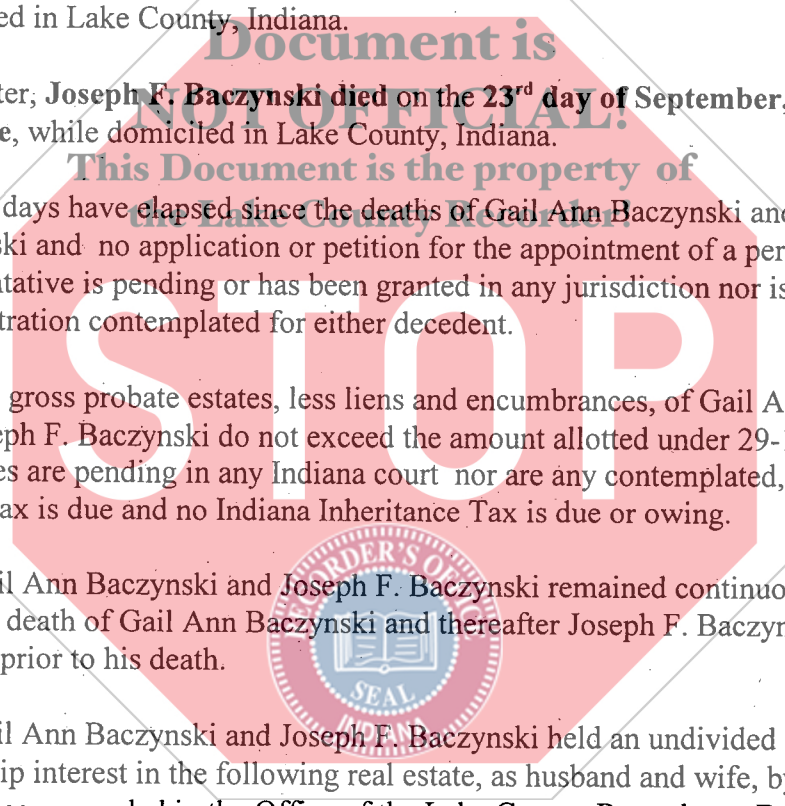 ed in Lake County, Indiana.
Document is
ter, Joseph F. Baczynski died on the 23rd day of September,
NOT OFFICIAL!
e, while domiciled in Lake County, Indiana.
This Document is the property of
days have elapsed since the deaths of Gail Ann Baczynski and
the Lake County Recorder!
ski and no application or petition for the appointment of a per
tative is pending or has been granted in any jurisdiction nor is
tration contemplated for either decedent.
STOP
gross probate estates, less liens and encumbrances, of Gail A
eph F. Baczynski do not exceed the amount allotted under 29-
es are pending in any Indiana court nor are any contemplated,
ax is due and no Indiana Inheritance Tax is due or owing.
RECORDER'S OFFICE
il Ann Baczynski and Joseph F. Baczynski remained continuo
death of Gail Ann Baczynski and thereafter Joseph F. Baczyn
prior to his death.
SEAL
INDIANA
il Ann Baczynski and Joseph F. Baczynski held an undivided
ip interest in the following real estate, as husband and wife, by